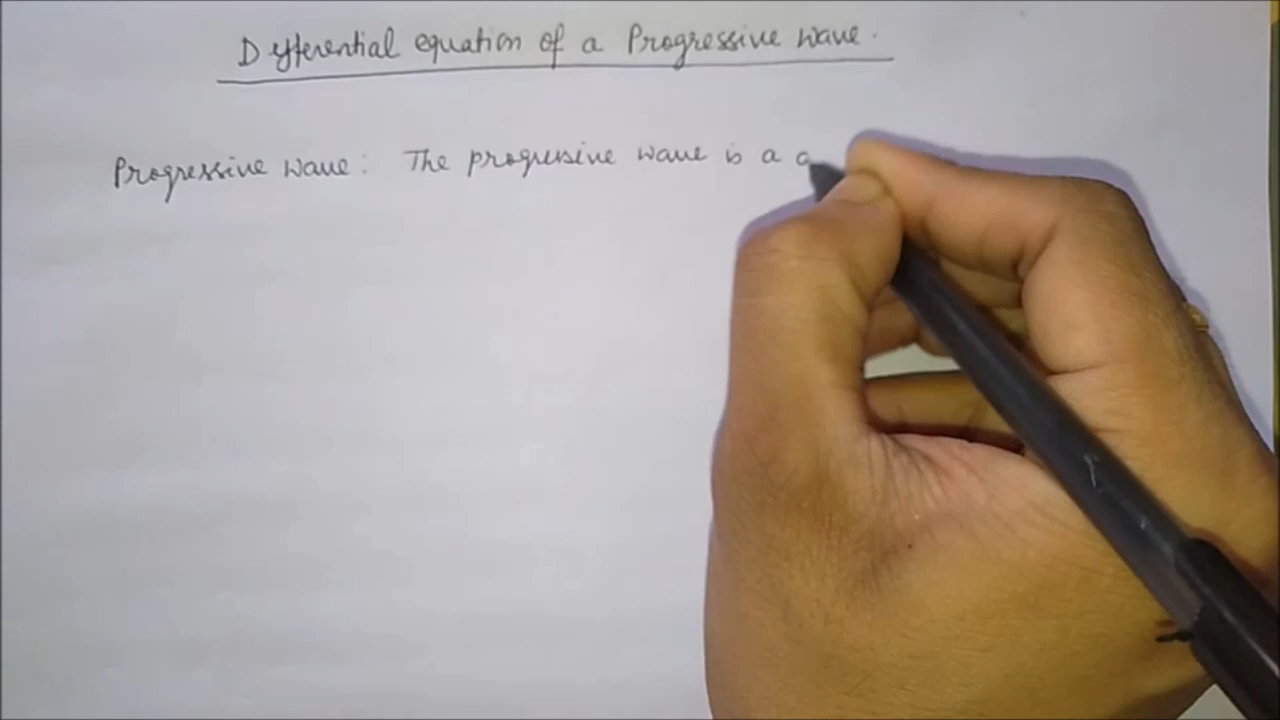 Differential equation of a Progressive wave.
Progressive wave: The progressive wave is a